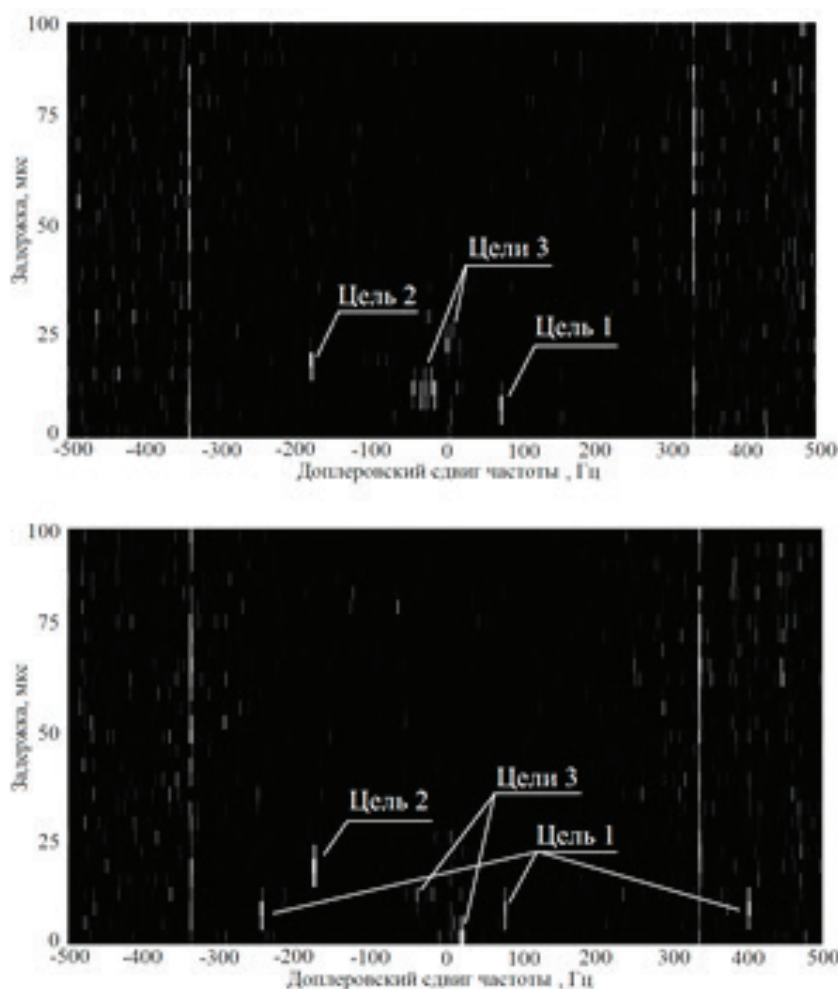 100
75
50
25
0
Задержка, мкс
Цели 3
Цель 2
Цель 1
-500 -400 -300 -200 -100 0 100 200 300 400 500
Доплеровский сдвиг частоты , Гц
100
75
50
25
0
Задержка, мкс
Цели 3
Цель 2
Цель 1
-500 -400 -300 -200 -100 0 100 200 300 400 500
Доплеровский сдвиг частоты , Гц